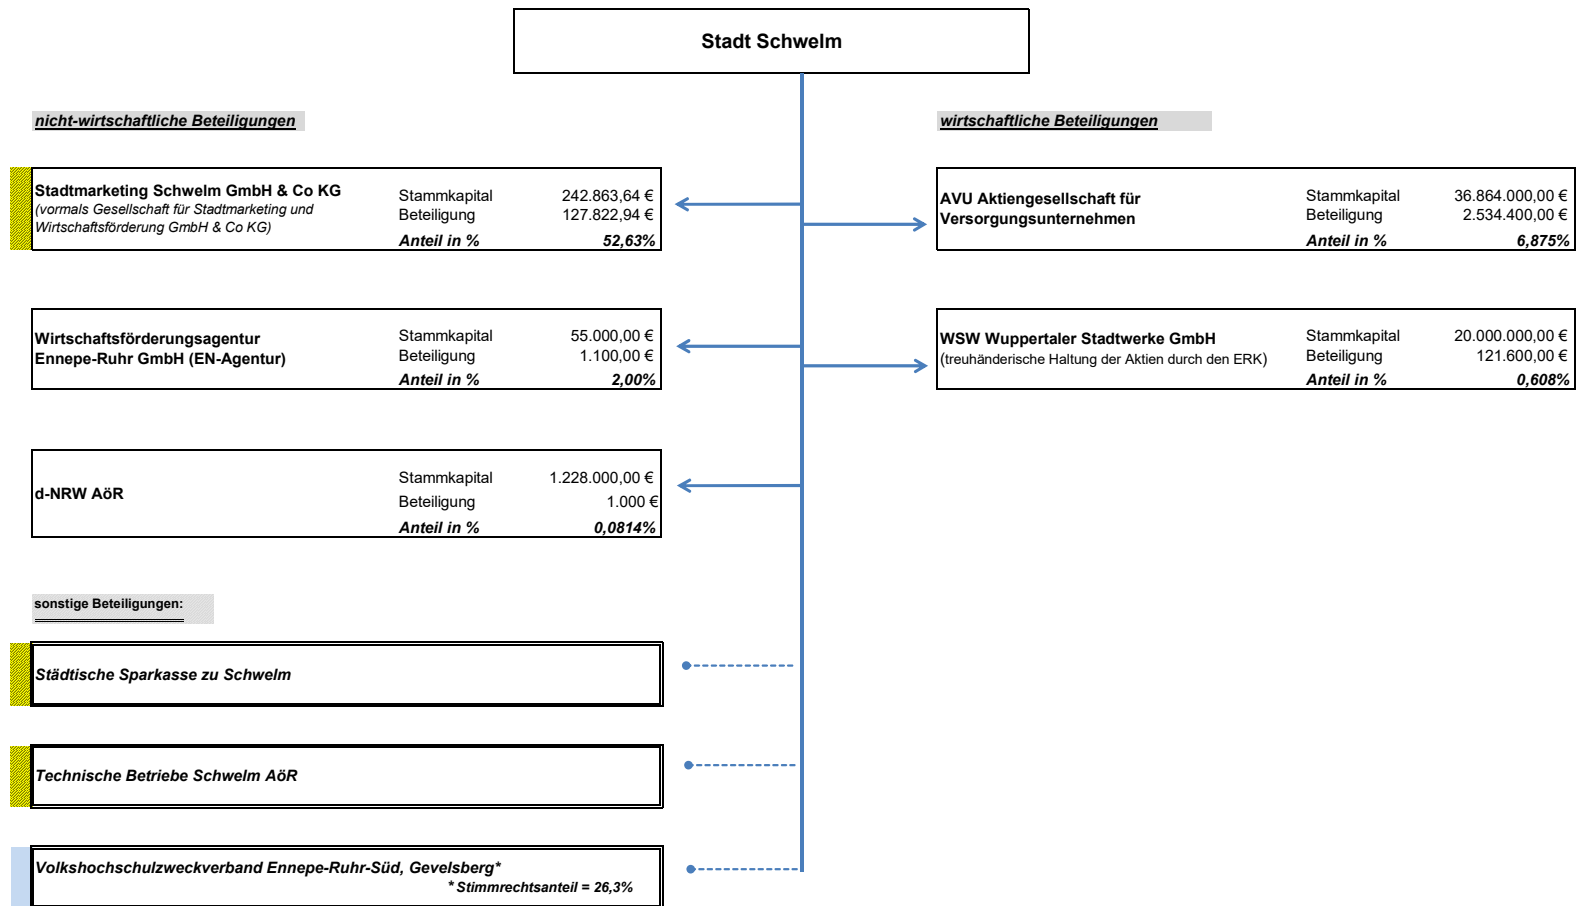 Stadt Schwelm
nicht-wirtschaftliche Beteiligungen
wirtschaftliche Beteiligungen
Stadtmarketing Schwelm GmbH & Co KG
(vormals Gesellschaft für Stadtmarketing und
Wirtschaftsförderung GmbH & Co KG)
Stammkapital 242.863,64 €
Beteiligung 127.822,94 €
Anteil in % 52,63%
AVU Aktiengesellschaft für
Versorgungsunternehmen
Stammkapital 36.864.000,00 €
Beteiligung 2.534.400,00 €
Anteil in % 6,875%
Wirtschaftsförderungsagentur
Ennepe-Ruhr GmbH (EN-Agentur)
Stammkapital 55.000,00 €
Beteiligung 1.100,00 €
Anteil in % 2,00%
WSW Wuppertaler Stadtwerke GmbH
(treuhänderische Haltung der Aktien durch den ERK)
Stammkapital 20.000.000,00 €
Beteiligung 121.600,00 €
Anteil in % 0,608%
d-NRW AöR
Stammkapital 1.228.000,00 €
Beteiligung 1.000 €
Anteil in % 0,0814%
sonstige Beteiligungen:
Städtische Sparkasse zu Schwelm
Technische Betriebe Schwelm AöR
Volkshochschulzweckverband Ennepe-Ruhr-Süd, Gevelsberg*
* Stimmrechtsanteil = 26,3%